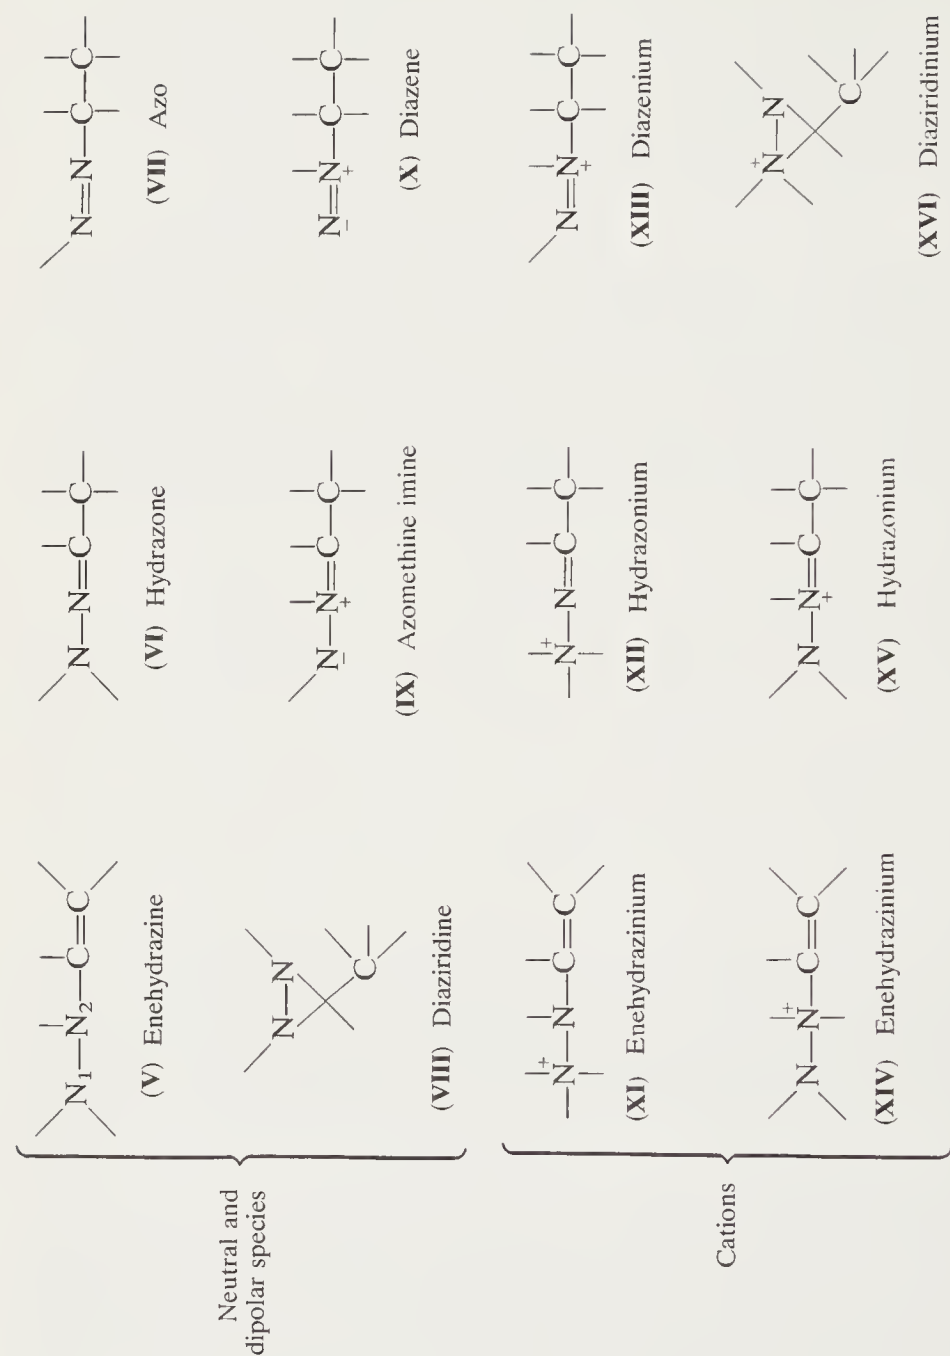 Neutral and
dipolar species
N₁—N₂—C=C
(V) Enehydrazine
N—N=C—C
(VI) Hydrazone
N=N—C—C
(VII) Azo
N—N
C
(VIII) Diaziridine
N—N=C—C
− +
(IX) Azomethine imine
N=N—C—C
− +
(X) Diazene
Cations
+
N—N—C=C
(XI) Enehydrazinium
+
N—N=C—C
(XII) Hydrazonium
N=N—C—C
+
(XIII) Diazenium
+
N—N—C=C
(XIV) Enehydrazinium
N—N=C—C
+
(XV) Hydrazonium
+
N—N
C
(XVI) Diaziridinium